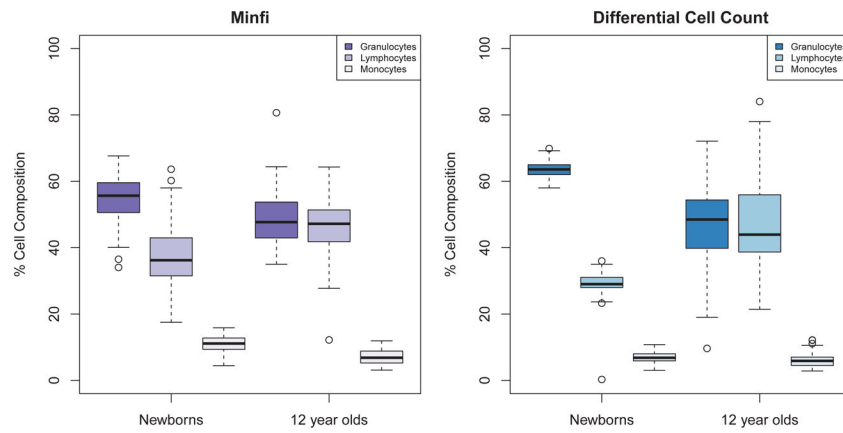 Minfi
Granulocytes
Lymphocytes
Monocytes
% Cell Composition
100
80
60
40
20
0
Newborns
12 year olds
Differential Cell Count
Granulocytes
Lymphocytes
Monocytes
% Cell Composition
100
80
60
40
20
0
Newborns
12 year olds